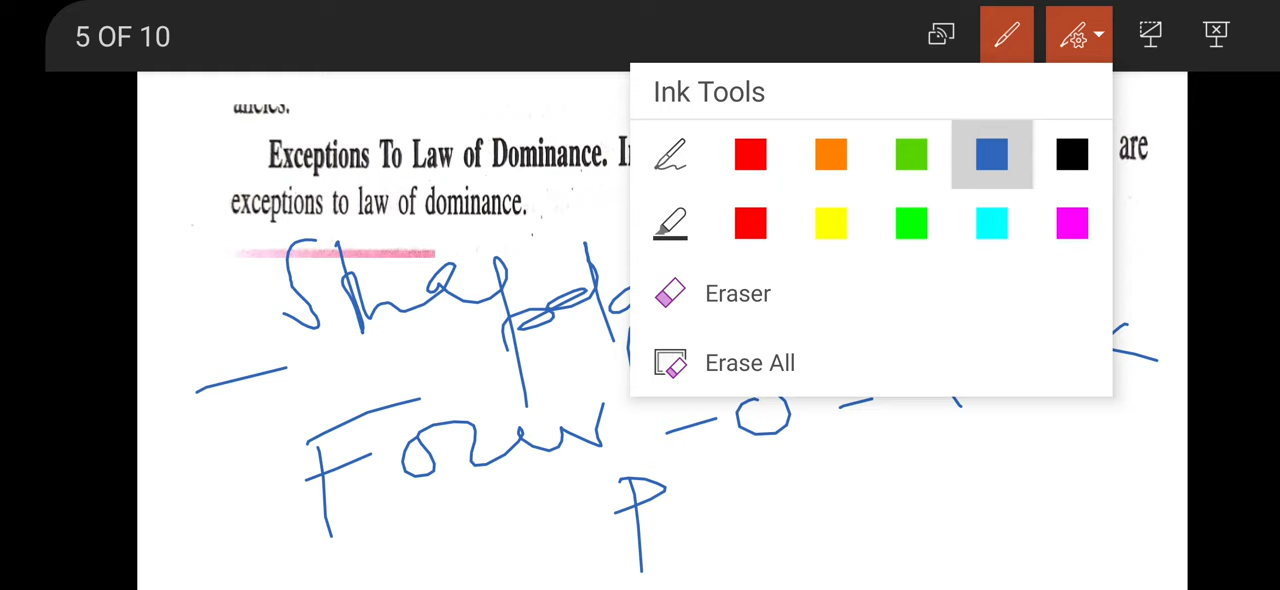 5 OF 10
Ink Tools
Exceptions To Law of Dominance. are
exceptions to law of dominance.
Eraser
Erase All
- O -
P